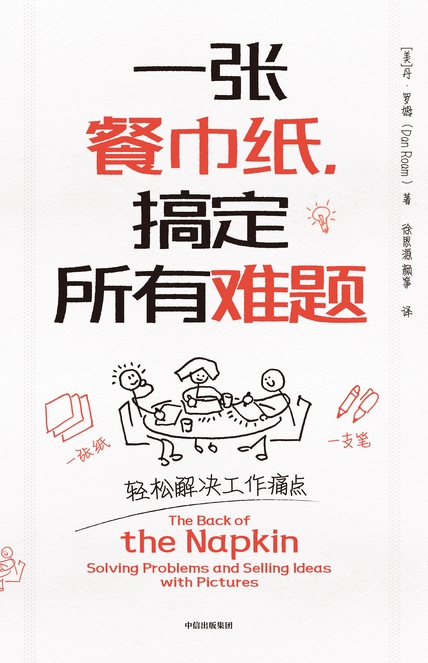 一张
餐巾纸,
搞定
所有难题
[美]丹·罗姆(Dan Roam) 著
徐思源 颜筝 译
一张纸
一支笔
轻松解决工作痛点
The Back of
the Napkin
Solving Problems and Selling Ideas
with Pictures
中信出版集团